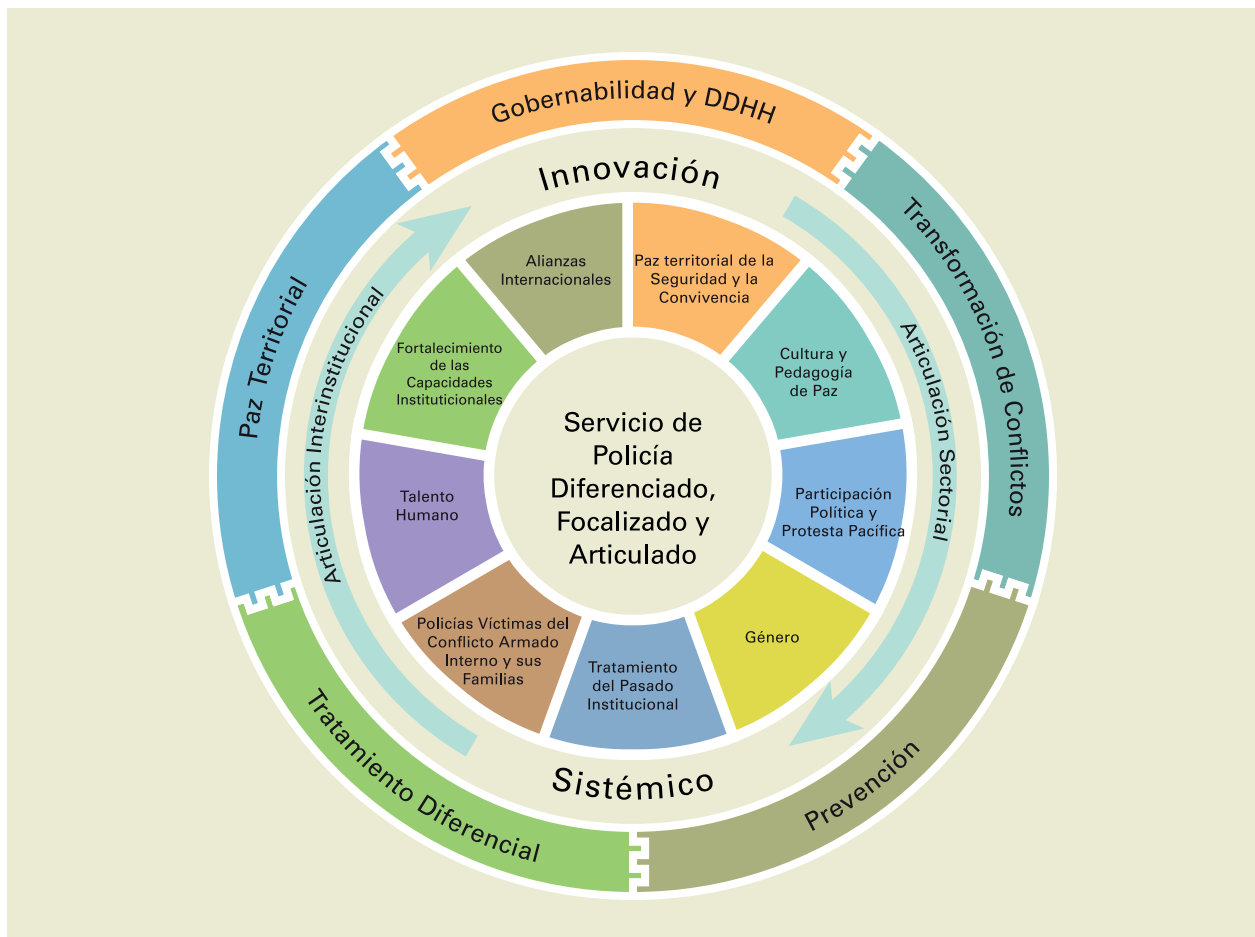 Gobernabilidad y DDHH
Transformación de Conflictos
Prevención
Tratamiento Diferencial
Paz Territorial
Innovación
Articulación Sectorial
Sistémico
Articulación Interinstitucional
Paz territorial de la
Seguridad y la
Convivencia
Cultura y
Pedagogía
de Paz
Participación
Política y
Protesta Pacífica
Género
Tratamiento
del Pasado
Institucional
Policías Víctimas del
Conflicto Armado
Interno y sus
Familias
Talento
Humano
Fortalecimiento
de las
Capacidades
Instituticionales
Alianzas
Internacionales
Servicio de
Policía
Diferenciado,
Focalizado y
Articulado